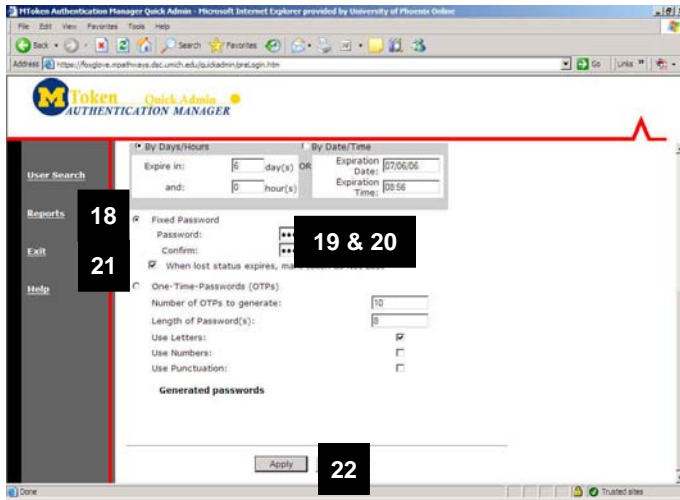 MToken Authentication Manager Quick Admin - Microsoft Internet Explorer provided by University of Phoenix Online
File Edit View Favorites Tools Help
Back Search Favorites
Address https://foxglove.mpathways.dsc.umich.edu/quickadmin/preLogin.htm Go Links
M Token Quick Admin
AUTHENTICATION MANAGER
By Days/Hours By Date/Time
Expire in: 6 day(s) OR Expiration Date: 07/06/06
and: 0 hour(s) Expiration Time: 08:56
User Search
Reports
Exit
Help
18
Fixed Password
Password:
Confirm:
19 & 20
21
When lost status expires,
One-Time-Passwords (OTPs)
Number of OTPs to generate: 10
Length of Password(s): 8
Use Letters:
Use Numbers:
Use Punctuation:
Generated passwords
Apply
22
Done Trusted sites